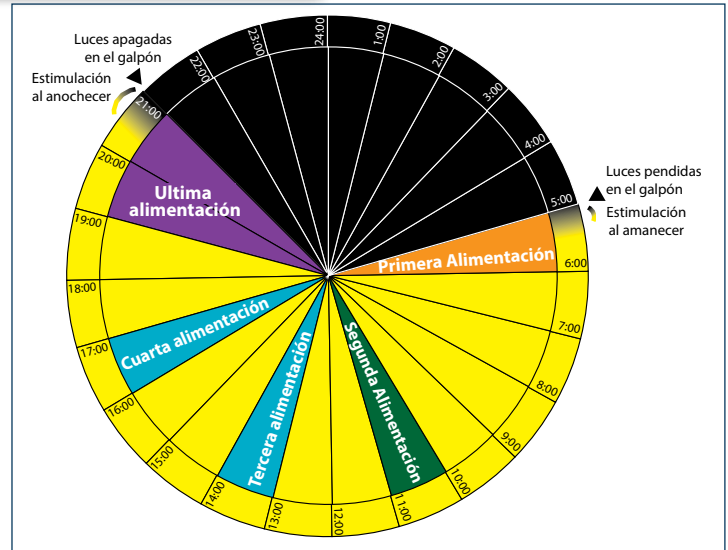 Luces apagadas
en el galpón
Estimulación
al anochecer
24:00
1:00
2:00
3:00
4:00
5:00
6:00
7:00
8:00
9:00
10:00
11:00
12:00
13:00
14:00
15:00
16:00
17:00
18:00
19:00
20:00
21:00
22:00
23:00
Luces pendidas
en el galpón
Estimulación
al amanecer
Primera Alimentación
Segunda Alimentación
Tercera alimentación
Cuarta alimentación
Ultima
alimentación